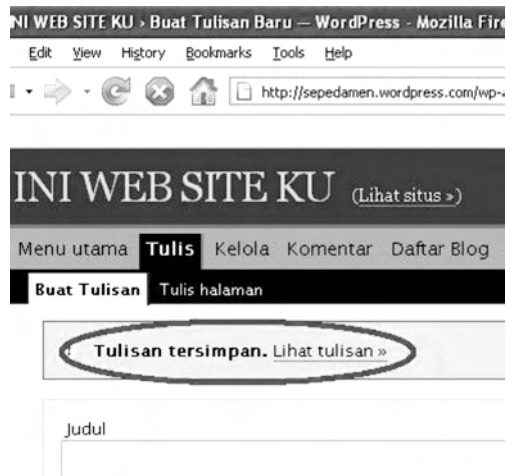 NI WEB SITE KU › Buat Tulisan Baru — WordPress - Mozilla Fire
Edit View History Bookmarks Tools Help
http://sepedamen.wordpress.com/wp-a
INI WEB SITE KU (Lihat situs »)
Menu utama Tulis Kelola Komentar Daftar Blog
Buat Tulisan Tulis halaman
Tulisan tersimpan. Lihat tulisan »
Judul